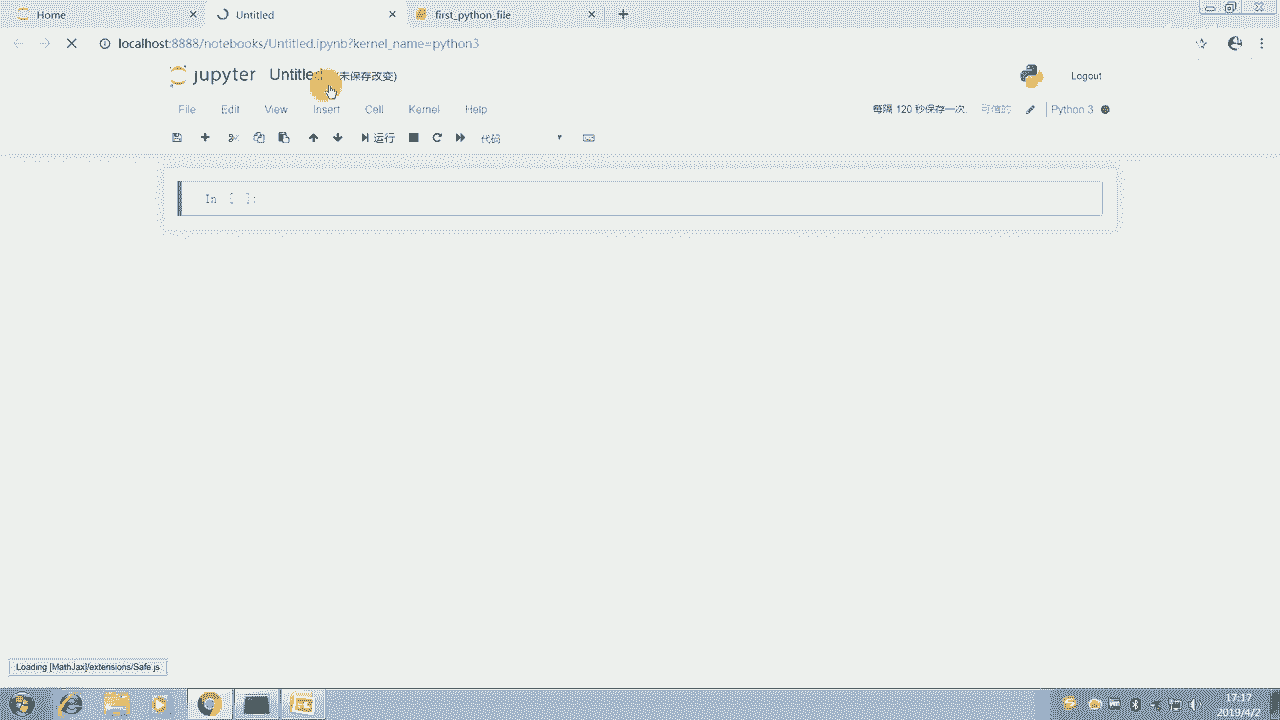 Home
Untitled
first_python_file
localhost:8888/notebooks/Untitled.ipynb?kernel_name=python3
jupyter Untitled 未保存改变)
Logout
File Edit View Insert Cell Kernel Help
每隔 120 秒保存一次. 可信的 Python 3
运行 代码
In [ ]:
Loading [MathJax]/extensions/Safe.js
17:17
2019/4/2